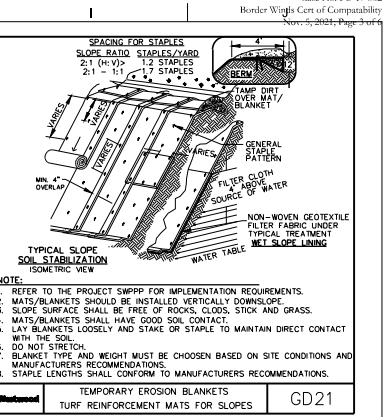 Border Winds Cert of Compatability
Nov. 5, 2021, Page 3 of 6
SPACING FOR STAPLES
SLOPE RATIO STAPLES/YARD
2:1 (H:V)> 1.2 STAPLES
2:1 - 1:1 1.7 STAPLES
4'
12"
BERM
TAMP DIRT
OVER MAT/
BLANKET
VARIES
VARIES
VARIES
VARIES
GENERAL
STAPLE
PATTERN
MIN. 4"
OVERLAP
FILTER CLOTH
4' ABOVE
SOURCE OF WATER
NON-WOVEN GEOTEXTILE
FILTER FABRIC UNDER
TYPICAL TREATMENT
WET SLOPE LINING
WATER TABLE
TYPICAL SLOPE
SOIL STABILIZATION
ISOMETRIC VIEW
NOTE:
REFER TO THE PROJECT SWPPP FOR IMPLEMENTATION REQUIREMENTS.
MATS/BLANKETS SHOULD BE INSTALLED VERTICALLY DOWNSLOPE.
SLOPE SURFACE SHALL BE FREE OF ROCKS, CLODS, STICK AND GRASS.
MATS/BLANKETS SHALL HAVE GOOD SOIL CONTACT.
LAY BLANKETS LOOSELY AND STAKE OR STAPLE TO MAINTAIN DIRECT CONTACT
WITH THE SOIL.
DO NOT STRETCH.
BLANKET TYPE AND WEIGHT MUST BE CHOOSEN BASED ON SITE CONDITIONS AND
MANUFACTURERS RECOMMENDATIONS.
STAPLE LENGTHS SHALL CONFORM TO MANUFACTURERS RECOMMENDATIONS.
Westwood
TEMPORARY EROSION BLANKETS
TURF REINFORCEMENT MATS FOR SLOPES
GD21